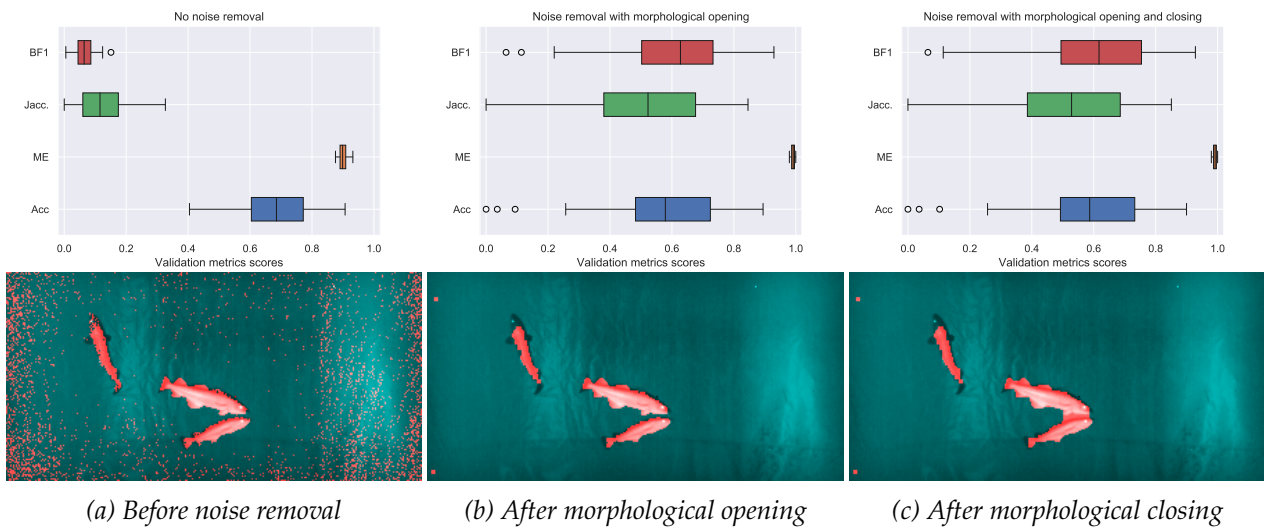 No noise removal
BF1
Jacc.
ME
Acc
0.0 0.2 0.4 0.6 0.8 1.0
Validation metrics scores
Noise removal with morphological opening
BF1
Jacc.
ME
Acc
0.0 0.2 0.4 0.6 0.8 1.0
Validation metrics scores
Noise removal with morphological opening and closing
BF1
Jacc.
ME
Acc
0.0 0.2 0.4 0.6 0.8 1.0
Validation metrics scores
(a) Before noise removal
(b) After morphological opening
(c) After morphological closing